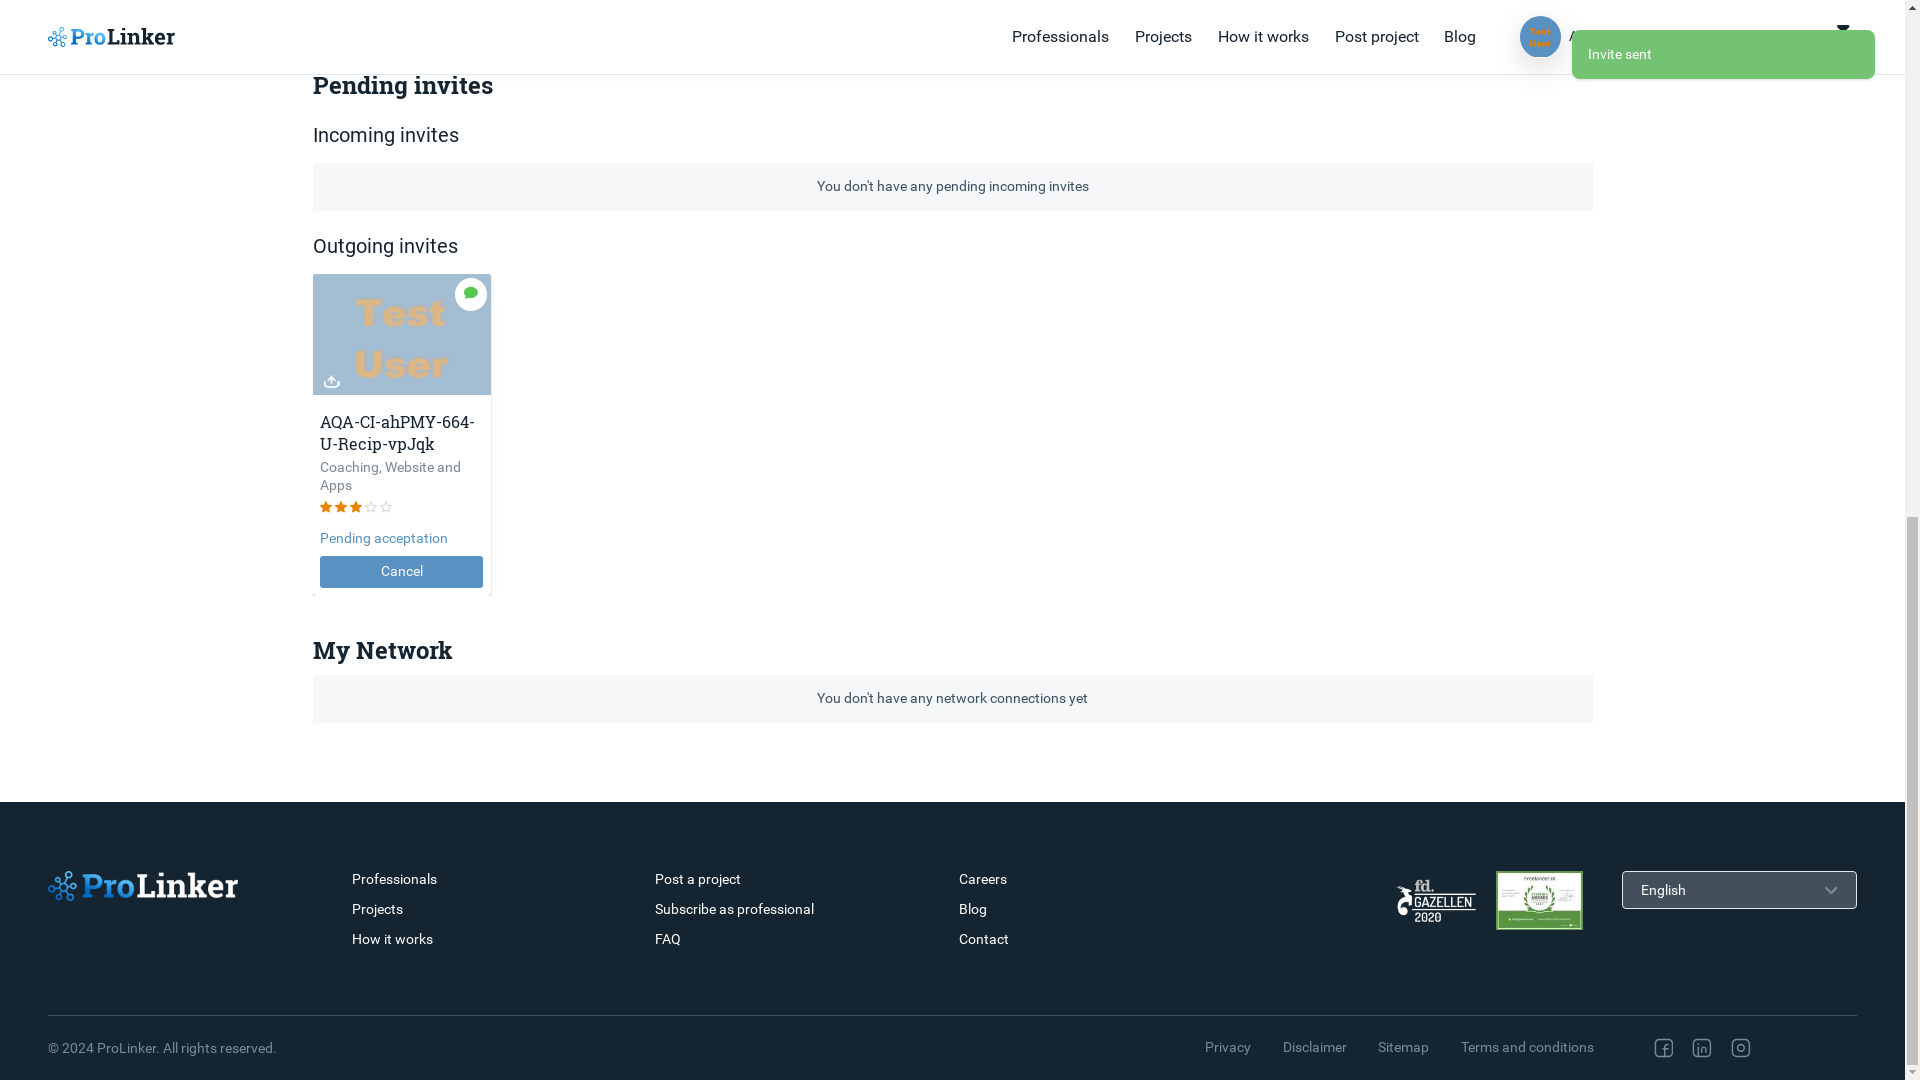 ProLinker
Professionals Projects How it works Post project Blog
Test
User
Invite sent
Pending invites
Incoming invites
You don't have any pending incoming invites
Outgoing invites
Test
User
AQA-CI-ahPMY-664-
U-Recip-vpJqk
Coaching, Website and
Apps
Pending acceptation
Cancel
My Network
You don't have any network connections yet
ProLinker
Professionals
Projects
How it works
Post a project
Subscribe as professional
FAQ
Careers
Blog
Contact
fd.
GAZELLEN
2020
Freelancer.nl
English
© 2024 ProLinker. All rights reserved.
Privacy Disclaimer Sitemap Terms and conditions